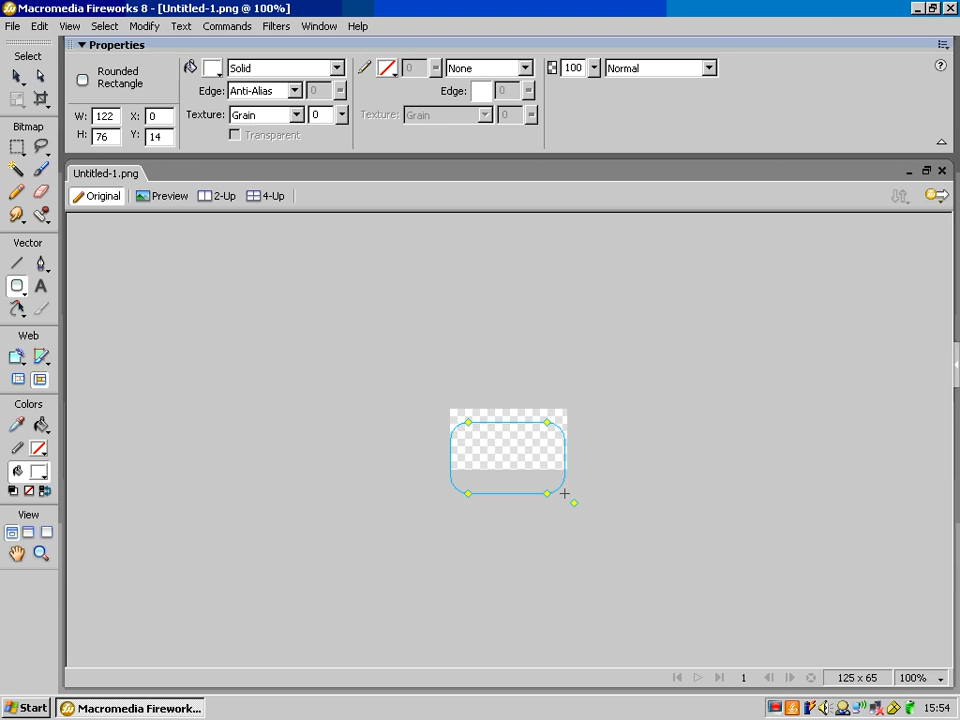 Macromedia Fireworks 8 - [Untitled-1.png @ 100%]
File Edit View Select Modify Text Commands Filters Window Help
Select
Bitmap
Vector
A
Web
Colors
View
Properties
Rounded Rectangle
W: 122 X: 0
H: 76 Y: 14
Solid
Edge: Anti-Alias 0
Texture: Grain 0
Transparent
0 None
Edge: 0
Texture: Grain 0
100 Normal
?
Untitled-1.png
Original Preview 2-Up 4-Up
1 125 x 65 100%
Start Macromedia Firework... 15:54